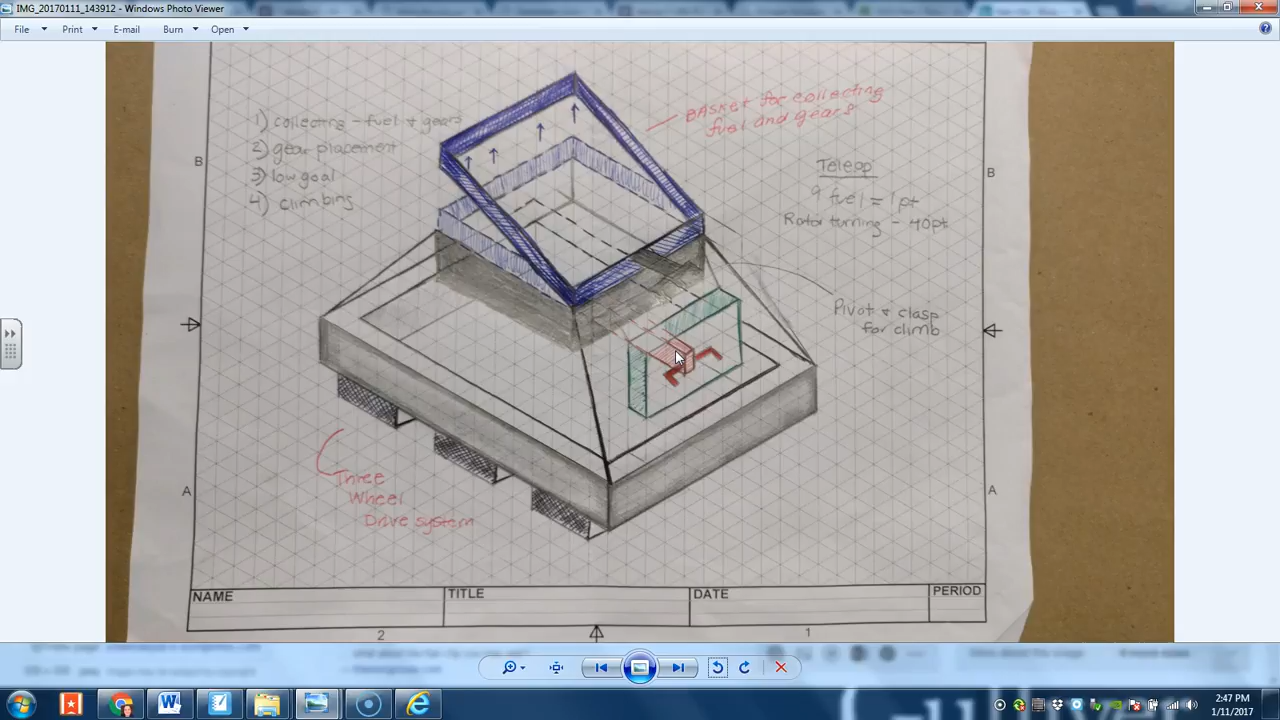 IMG_20170111_143912 - Windows Photo Viewer
File Print E-mail Burn Open
1) collecting - fuel + gears
2) gear placement
3) low goal
4) climbing
BASKET for collecting
fuel and gears
Teleop
9 fuel = 1pt
Rotor turning - 40pt
Pivot + clasp
for climb
Three
Wheel
Drive system
B
B
A
A
NAME
TITLE
DATE
PERIOD
2
1
2:47 PM
1/11/2017